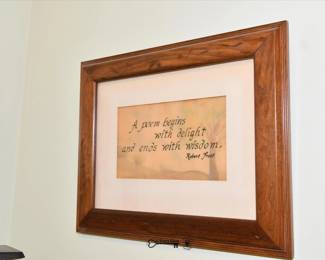 A poem begins
with delight
and ends with wisdom.
Robert Frost